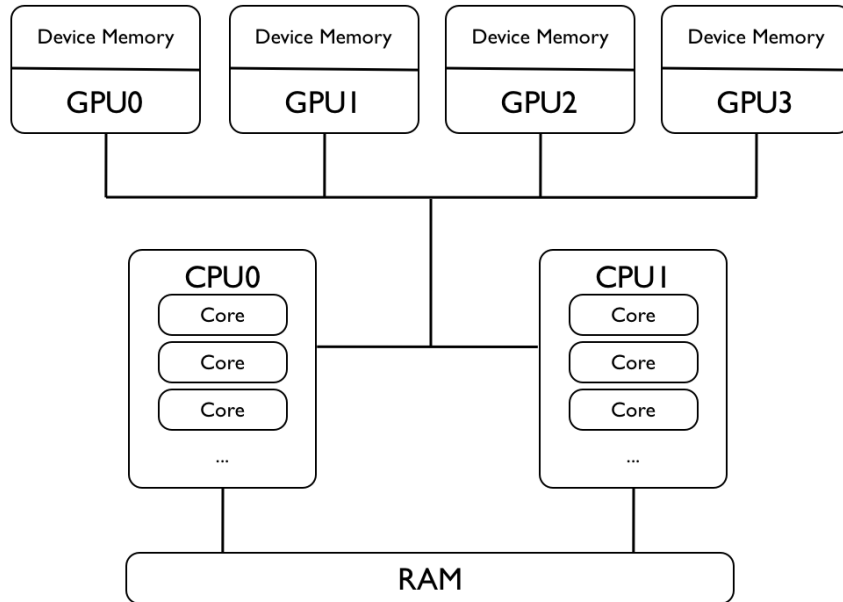 Device Memory Device Memory Device Memory Device Memory
GPU0 GPU1 GPU2 GPU3
CPU0 CPU1
Core Core
Core Core
Core Core
... ...
RAM